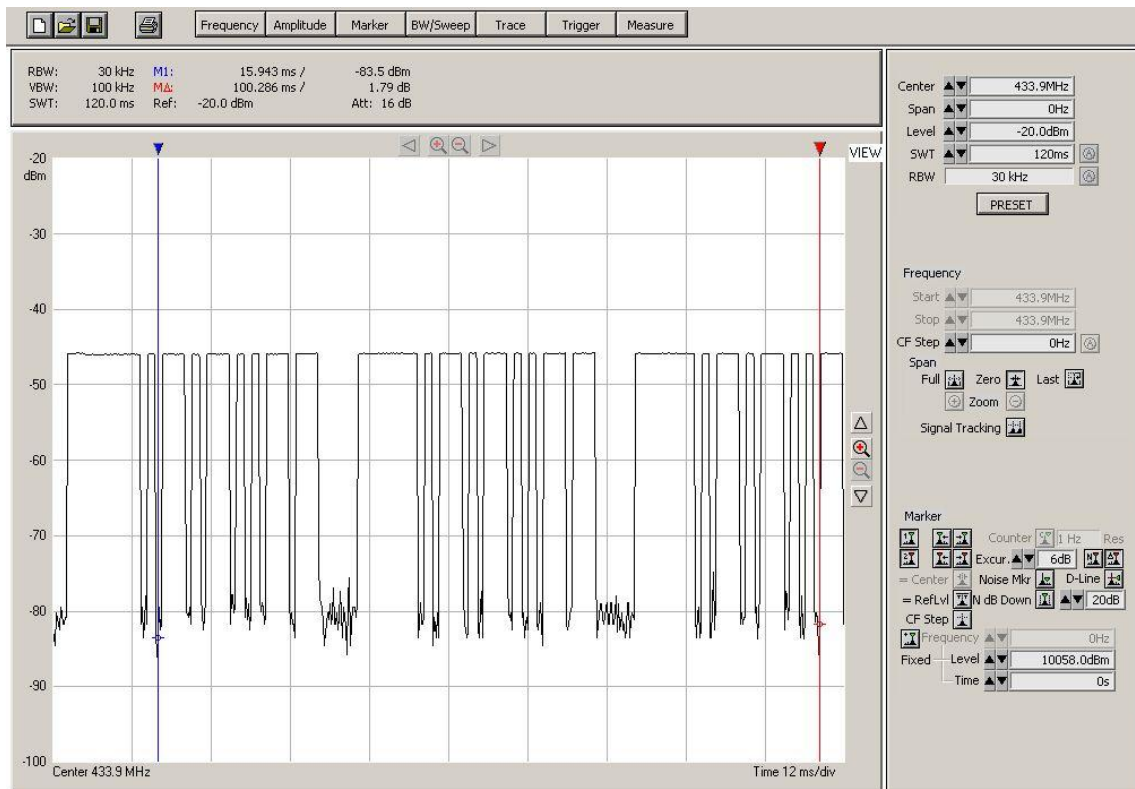 Frequency Amplitude Marker BW/Sweep Trace Trigger Measure
RBW: 30 kHz M1: 15.943 ms / -83.5 dBm
VBW: 100 kHz MΔ: 100.286 ms / 1.79 dB
SWT: 120.0 ms Ref: -20.0 dBm Att: 16 dB
VIEW
-20
dBm
-30
-40
-50
-60
-70
-80
-90
-100
Center 433.9 MHz Time 12 ms/div
Center 433.9MHz
Span 0Hz
Level -20.0dBm
SWT 120ms
RBW 30 kHz
PRESET
Frequency
Start 433.9MHz
Stop 433.9MHz
CF Step 0Hz
Span
Full Zero Last
Zoom
Signal Tracking
Marker
Counter 1 Hz Res
Excur. 6dB
= Center Noise Mkr D-Line
= RefLvl N dB Down 20dB
CF Step
Frequency 0Hz
Fixed Level 10058.0dBm
Time 0s